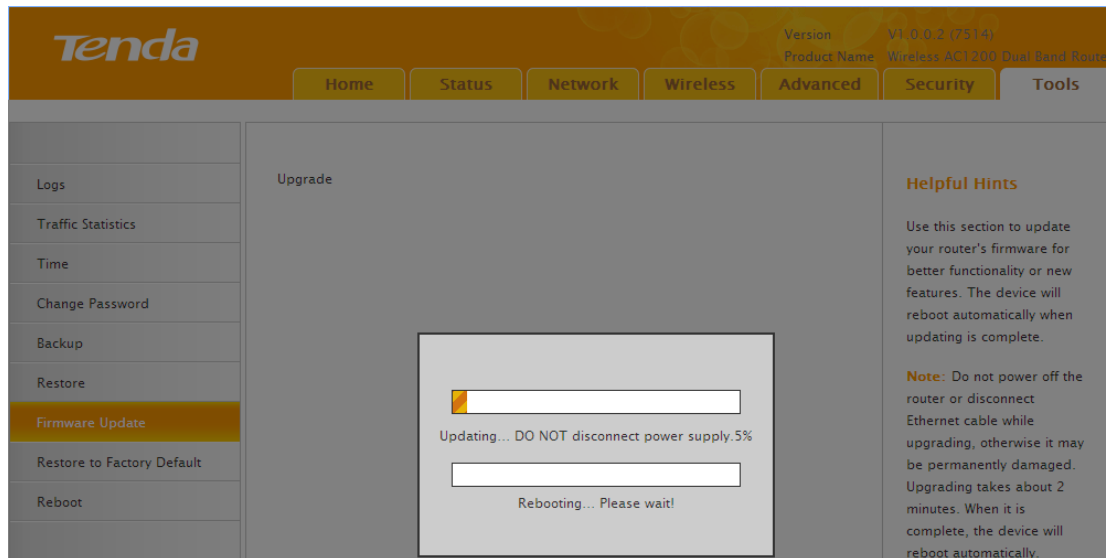 Tenda
Version V1.0.0.2 (7514)
Product Name Wireless AC1200 Dual Band Route
Home Status Network Wireless Advanced Security Tools
Logs
Traffic Statistics
Time
Change Password
Backup
Restore
Firmware Update
Restore to Factory Default
Reboot
Upgrade
Updating... DO NOT disconnect power supply.5%
Rebooting... Please wait!
Helpful Hints
Use this section to update
your router's firmware for
better functionality or new
features. The device will
reboot automatically when
updating is complete.
Note: Do not power off the
router or disconnect
Ethernet cable while
upgrading, otherwise it may
be permanently damaged.
Upgrading takes about 2
minutes. When it is
complete, the device will
reboot automatically.